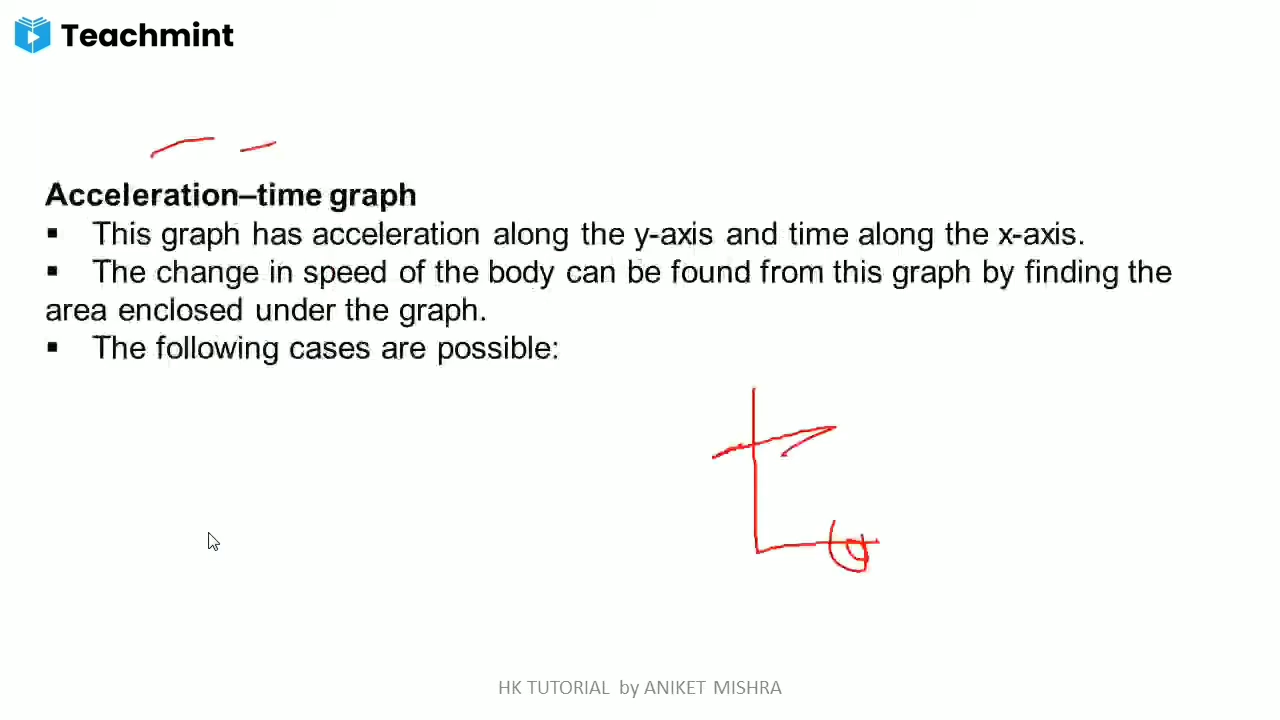 Teachmint
Acceleration–time graph
▪ This graph has acceleration along the y-axis and time along the x-axis.
▪ The change in speed of the body can be found from this graph by finding the
area enclosed under the graph.
▪ The following cases are possible:
HK TUTORIAL by ANIKET MISHRA